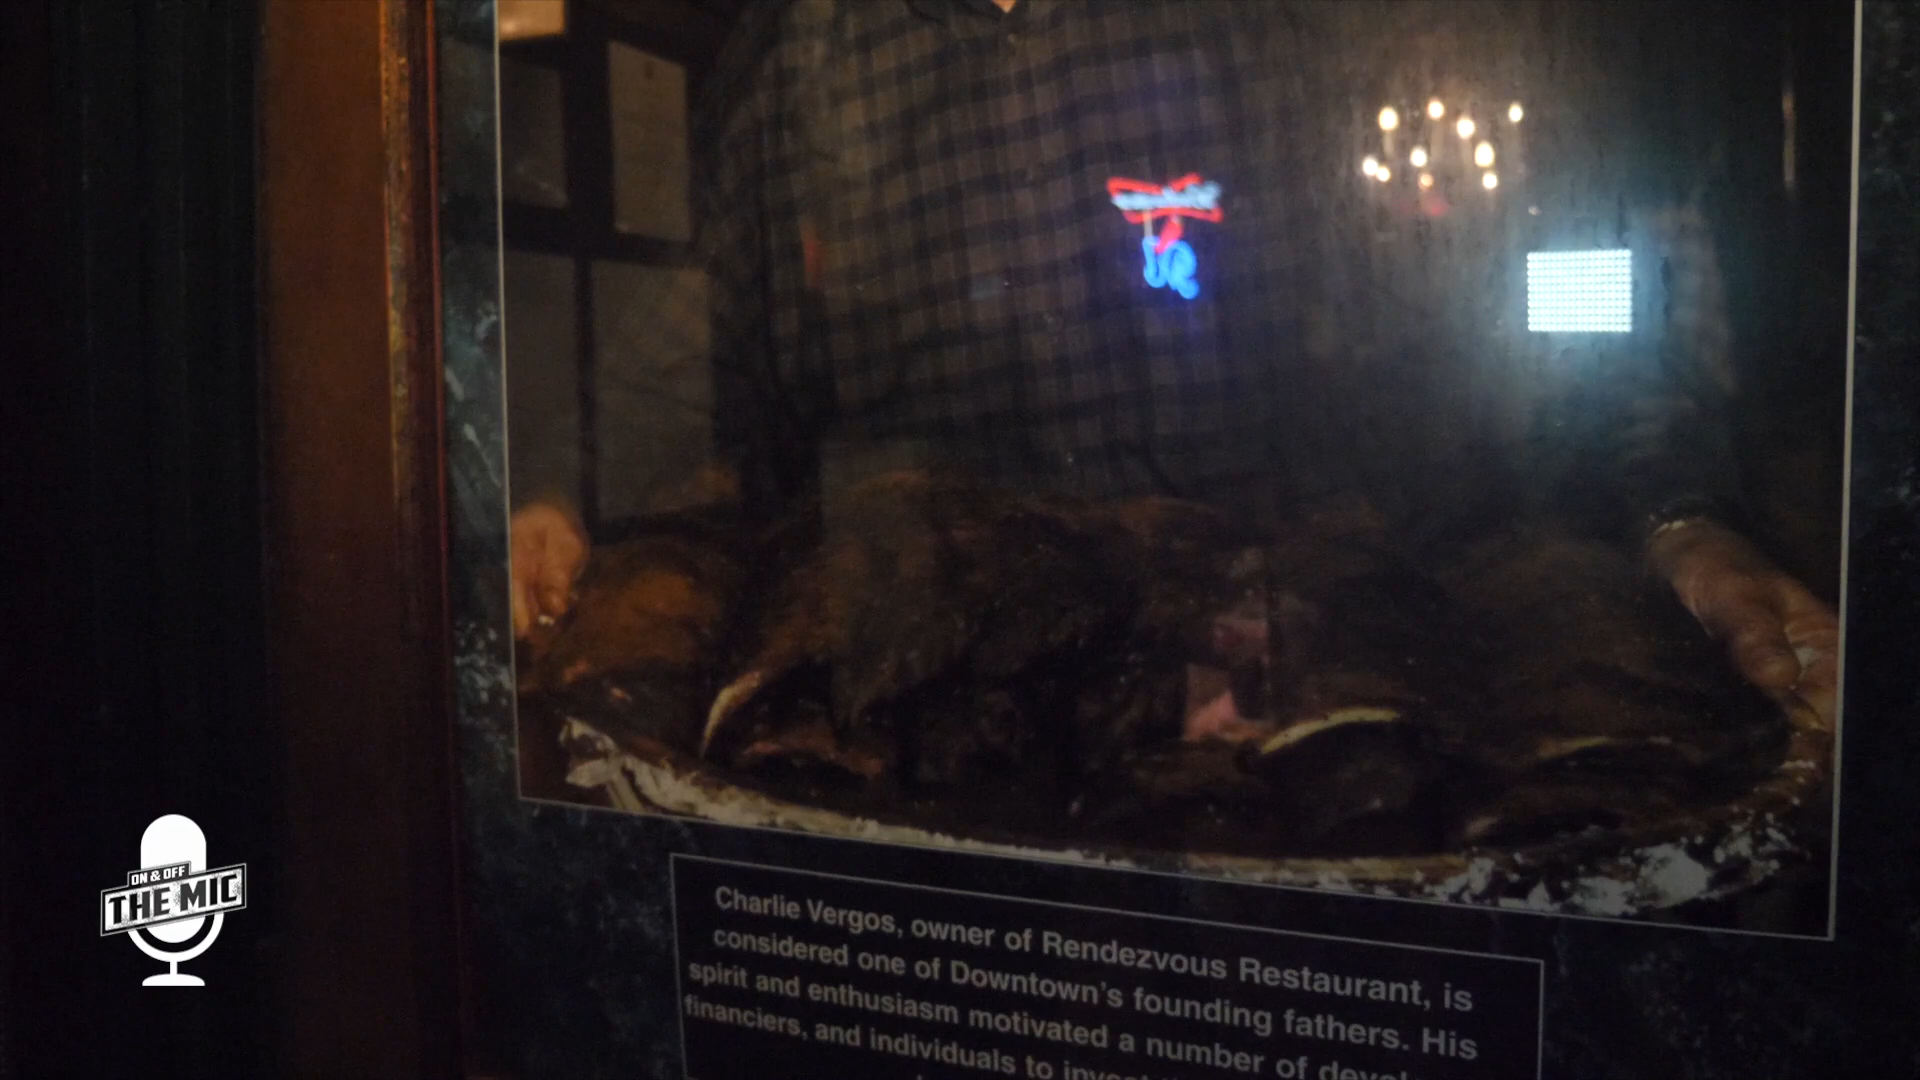 ON & OFF
THE MIC
Charlie Vergos, owner of Rendezvous Restaurant, is
considered one of Downtown's founding fathers. His
spirit and enthusiasm motivated a number of
financiers, and individuals to